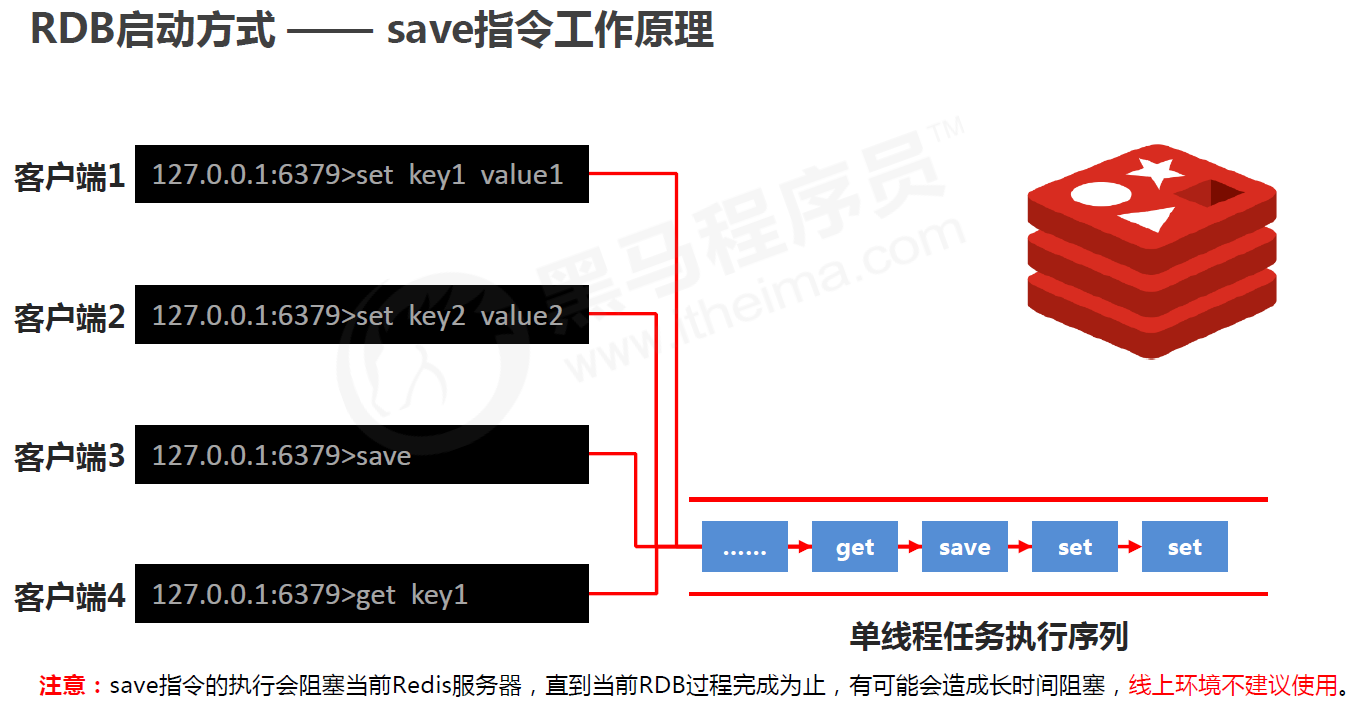 RDB启动方式 —— save指令工作原理
客户端1 127.0.0.1:6379>set key1 value1
客户端2 127.0.0.1:6379>set key2 value2
客户端3 127.0.0.1:6379>save
客户端4 127.0.0.1:6379>get key1
黑马程序员™
www.itheima.com
…… get save set set
单线程任务执行序列
注意：save指令的执行会阻塞当前Redis服务器，直到当前RDB过程完成为止，有可能会造成长时间阻塞，线上环境不建议使用。